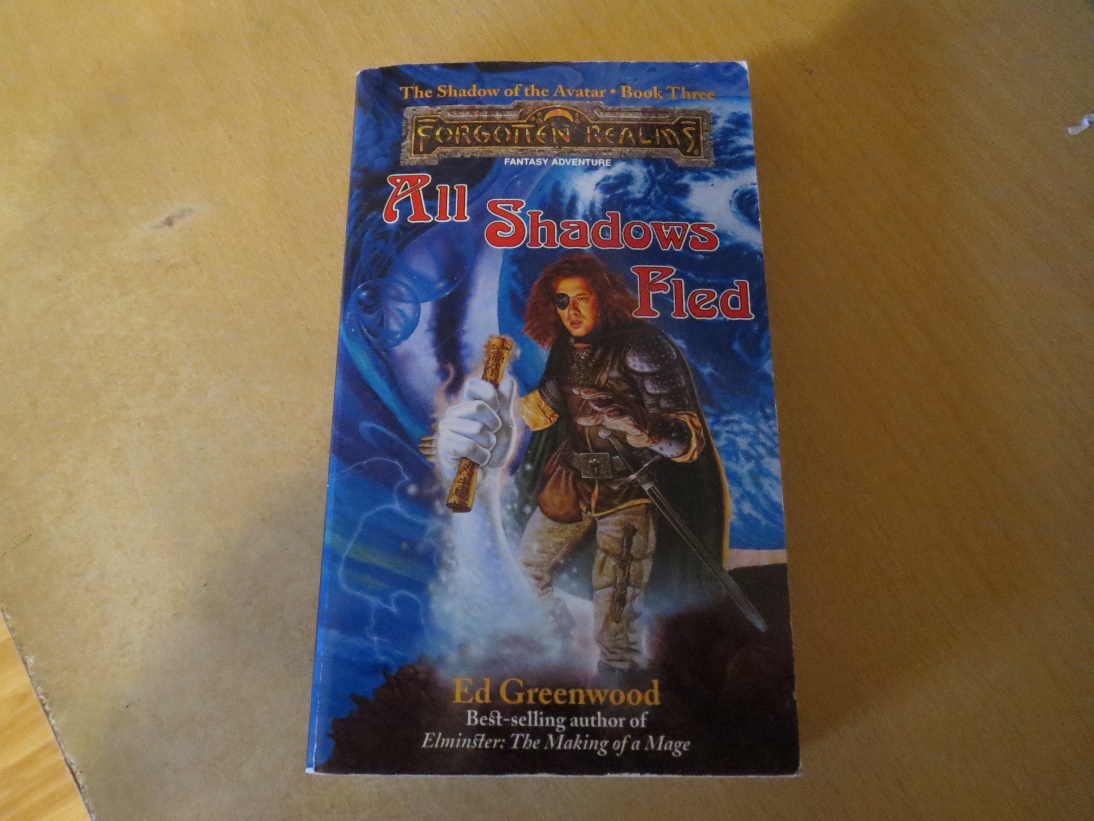 The Shadow of the Avatar • Book Three
FORGOTTEN REALMS
FANTASY ADVENTURE
All
Shadows
Fled
Ed Greenwood
Best-selling author of
Elminster: The Making of a Mage